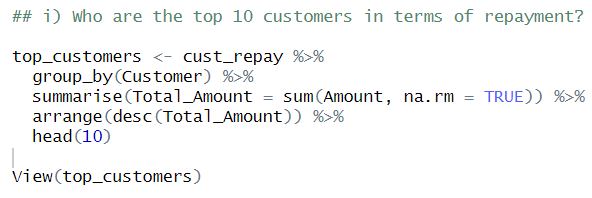 ## i) Who are the top 10 customers in terms of repayment?
top_customers <- cust_repay %>%
group_by(Customer) %>%
summarise(Total_Amount = sum(Amount, na.rm = TRUE)) %>%
arrange(desc(Total_Amount)) %>%
head(10)
View(top_customers)